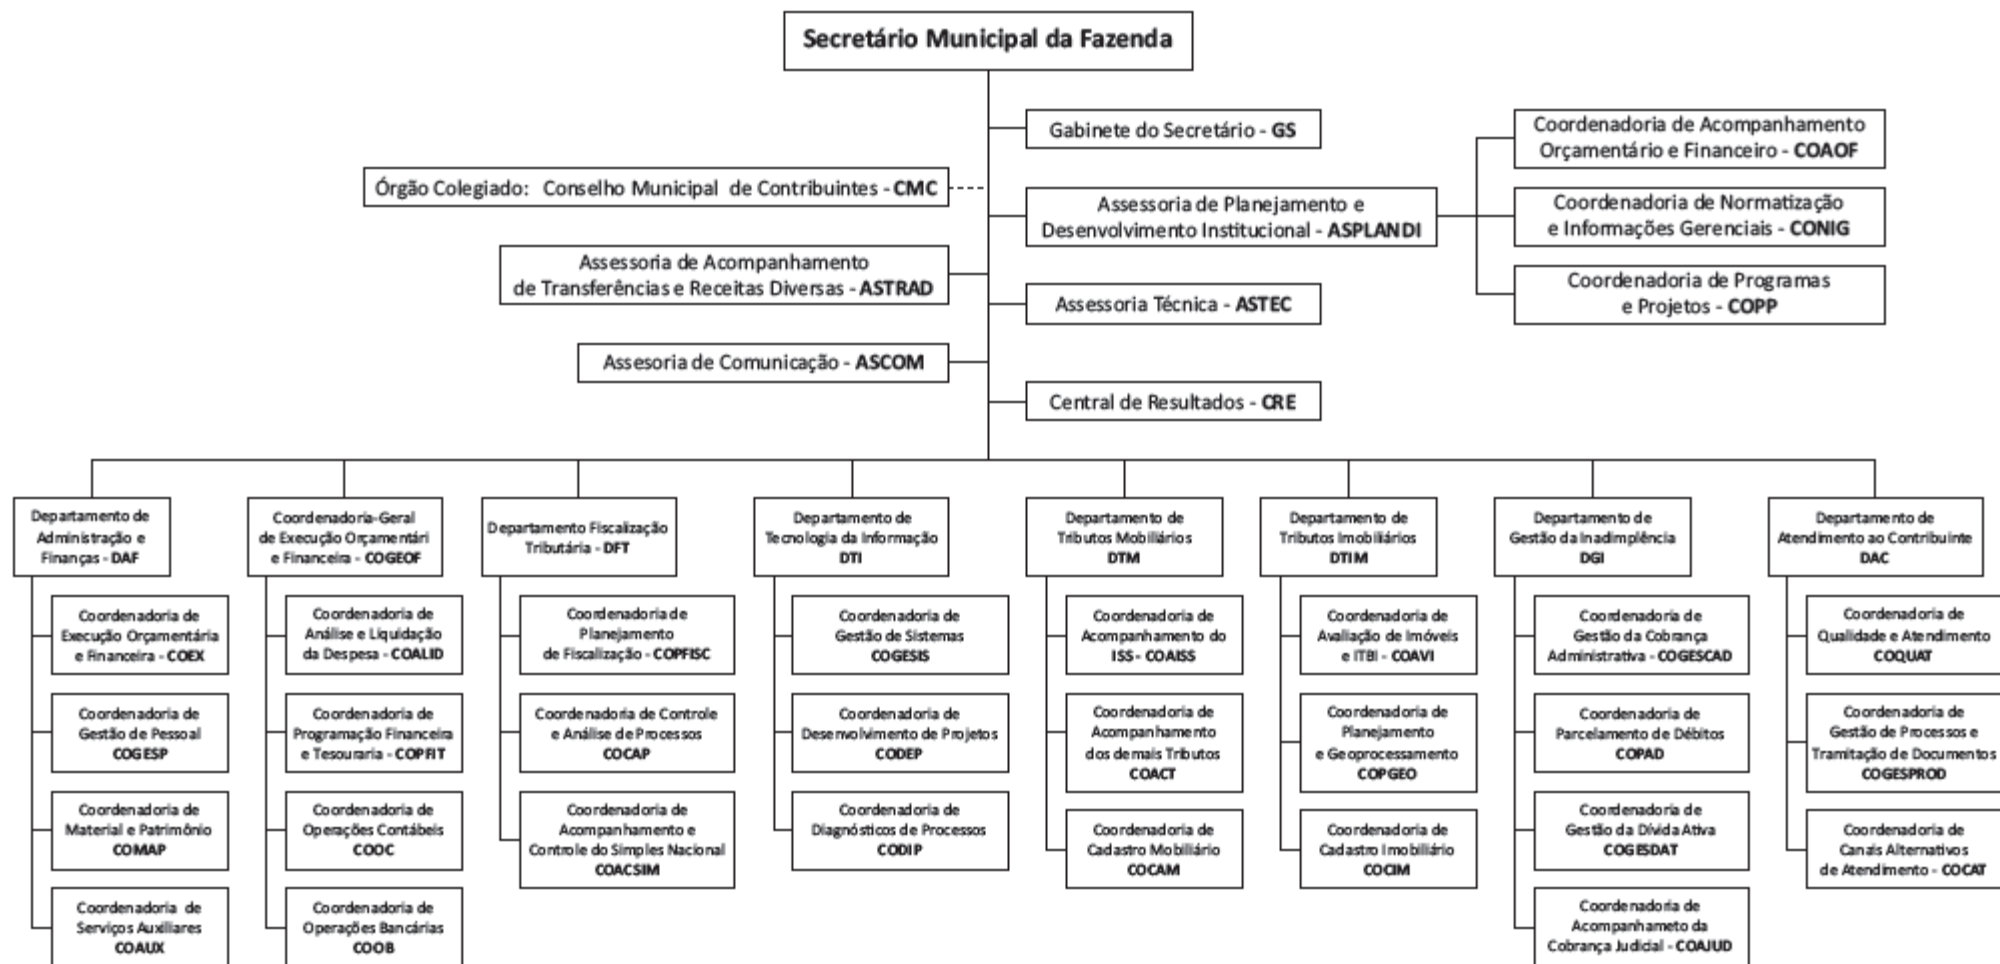 Secretário Municipal da Fazenda
Gabinete do Secretário - GS
Coordenadoria de Acompanhamento
Orçamentário e Financeiro - COAOF
Órgão Colegiado: Conselho Municipal de Contribuintes - CMC
Assessoria de Planejamento e
Desenvolvimento Institucional - ASPLANDI
Coordenadoria de Normatização
e Informações Gerenciais - CONIG
Assessoria de Acompanhamento
de Transferências e Receitas Diversas - ASTRAD
Assessoria Técnica - ASTEC
Coordenadoria de Programas
e Projetos - COPP
Assesoria de Comunicação - ASCOM
Central de Resultados - CRE
Departamento de
Administração e
Finanças - DAF
Coordenadoria-Geral
de Execução Orçamentári
e Financeira - COGEOF
Departamento Fiscalização
Tributária - DFT
Departamento de
Tecnologia da Informação
DTI
Departamento de
Tributos Mobiliários
DTM
Departamento de
Tributos Imobiliários
DTIM
Departamento de
Gestão da Inadimplência
DGI
Departamento de
Atendimento ao Contribuinte
DAC
Coordenadoria de
Execução Orçamentária
e Financeira - COEX
Coordenadoria de
Análise e Liquidação
da Despesa - COALID
Coordenadoria de
Planejamento
de Fiscalização - COPFISC
Coordenadoria de
Gestão de Sistemas
COGESIS
Coordenadoria de
Acompanhamento do
ISS- COAISS
Coordenadoria de
Avaliação de Imóveis
e ITBI - COAVI
Coordenadoria de
Gestão da Cobrança
Administrativa - COGESCAD
Coordenadoria de
Qualidade e Atendimento
COQUAT
Coordenadoria de
Gestão de Pessoal
COGESP
Coordenadoria de
Programação Financeira
e Tesouraria - COPFIT
Coordenadoria de Controle
e Análise de Processos
COCAP
Coordenadoria de
Desenvolvimento de Projetos
CODEP
Coordenadoria de
Acompanhamento
dos demais Tributos
COACT
Coordenadoria de
Planejamento
e Geoprocessamento
COPGEO
Coordenadoria de
Parcelamento de Débitos
COPAD
Coordenadoria de
Gestão de Processos e
Tramitação de Documentos
COGESPROD
Coordenadoria de
Material e Patrimônio
COMAP
Coordenadoria de
Operações Contábeis
COOC
Coordenadoria de
Acompanhamento e
Controle do Simples Nacional
COACSIM
Coordenadoria de
Diagnósticos de Processos
CODIP
Coordenadoria de
Cadastro Mobiliário
COCAM
Coordenadoria de
Cadastro Imobiliário
COCIM
Coordenadoria de
Gestão da Dívida Ativa
COGESDAT
Coordenadoria de
Canais Alternativos
de Atendimento - COCAT
Coordenadoria de
Serviços Auxiliares
COAUX
Coordenadoria de
Operações Bancárias
COOB
Coordenadoria de
Acompanhameto da
Cobrança Judicial - COAJUD